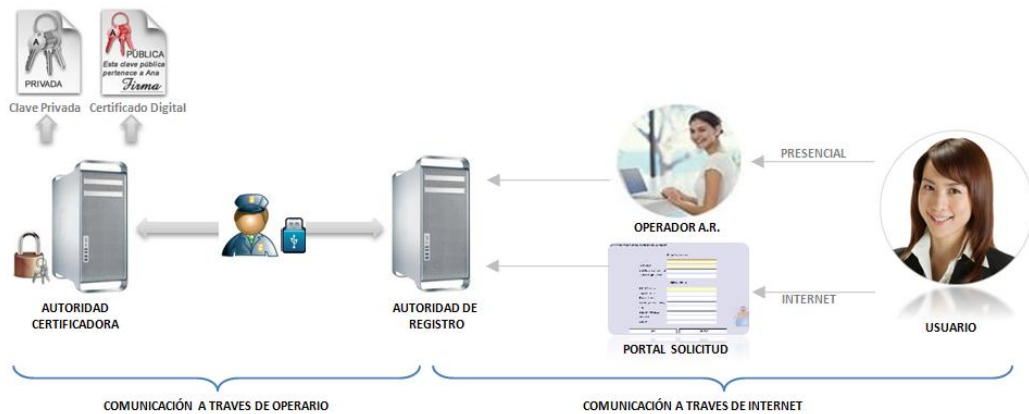 A
PRIVADA
Clave Privada
A
PÚBLICA
Esta clave pública
pertenece a Ana
Firma
Certificado Digital
PRESENCIAL
OPERADOR A.R.
INTERNET
AUTORIDAD
CERTIFICADORA
AUTORIDAD DE
REGISTRO
PORTAL SOLICITUD
USUARIO
COMUNICACIÓN A TRAVES DE OPERARIO
COMUNICACIÓN A TRAVES DE INTERNET